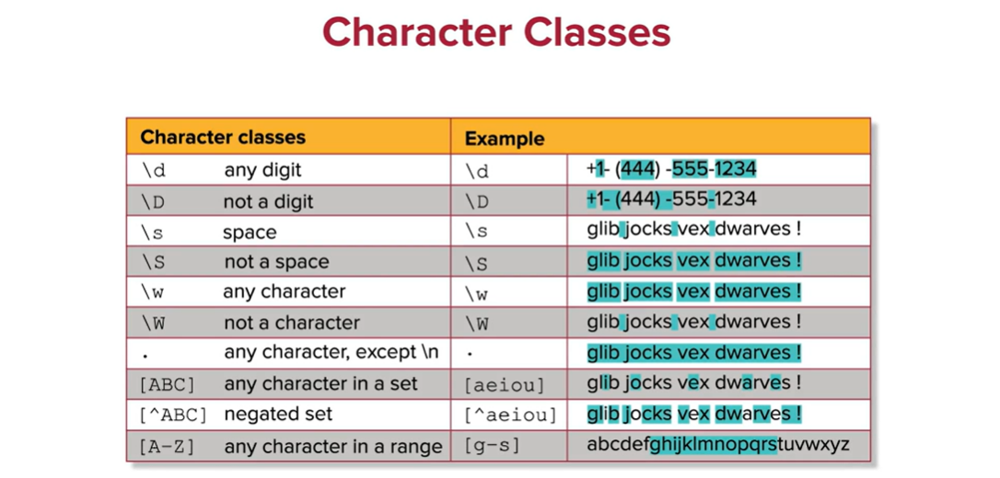 Character Classes
Character classes Example
\d any digit \d +1- (444) -555-1234
\D not a digit \D +1- (444) -555-1234
\s space \s glib jocks vex dwarves !
\S not a space \S glib jocks vex dwarves !
\w any character \w glib jocks vex dwarves !
\W not a character \W glib jocks vex dwarves !
. any character, except \n . glib jocks vex dwarves !
[ABC] any character in a set [aeiou] glib jocks vex dwarves !
[^ABC] negated set [^aeiou] glib jocks vex dwarves !
[A-Z] any character in a range [g-s] abcdefghijklmnopqrstuvwxyz